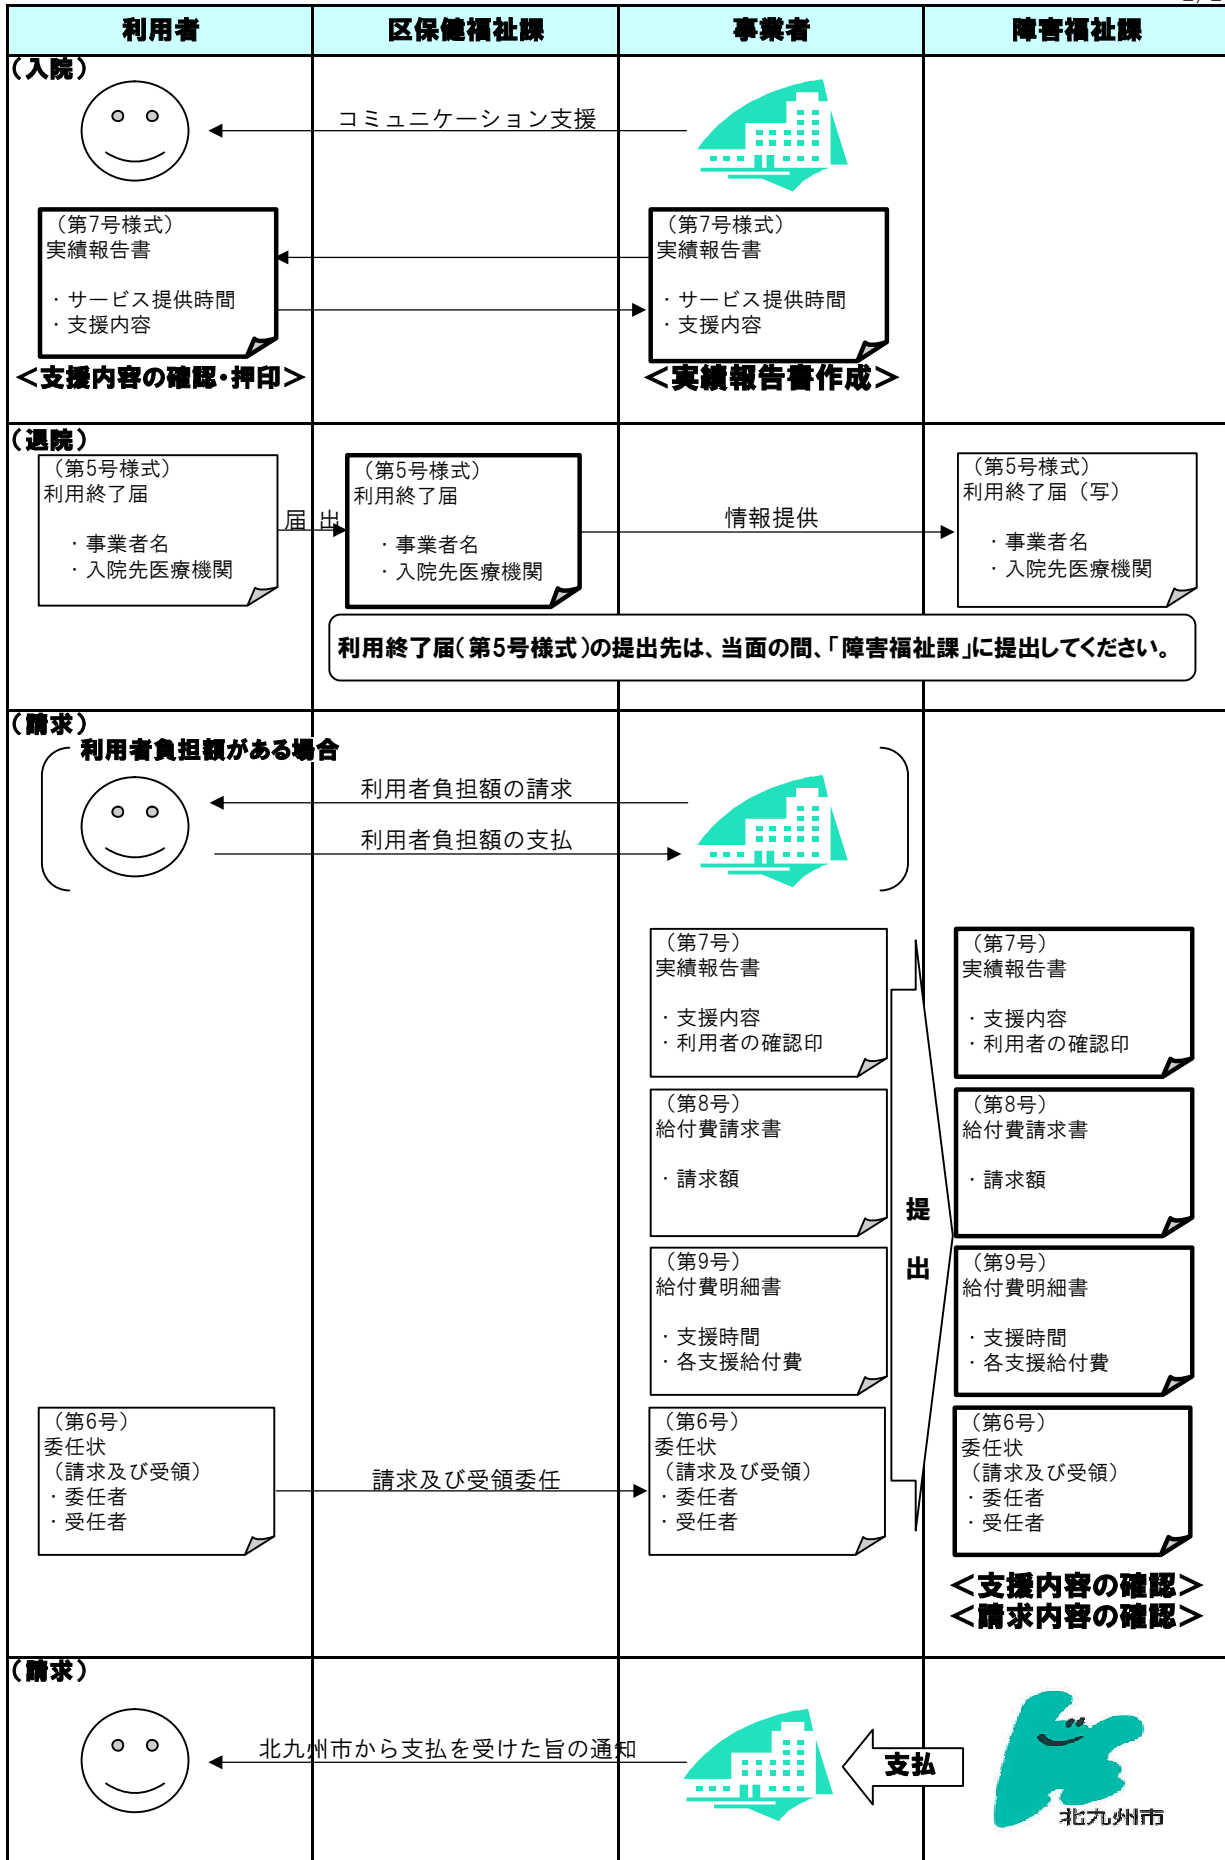 利用者
区保健福祉課
事業者
障害福祉課
（入院）
コミュニケーション支援
（第7号様式）
実績報告書
・サービス提供時間
・支援内容
＜支援内容の確認・押印＞
（第7号様式）
実績報告書
・サービス提供時間
・支援内容
＜実績報告書作成＞
（退院）
（第5号様式）
利用終了届
・事業者名
・入院先医療機関
届出
（第5号様式）
利用終了届
・事業者名
・入院先医療機関
情報提供
（第5号様式）
利用終了届（写）
・事業者名
・入院先医療機関
利用終了届（第5号様式）の提出先は、当面の間、「障害福祉課」に提出してください。
（請求）
利用者負担額がある場合
利用者負担額の請求
利用者負担額の支払
（第7号）
実績報告書
・支援内容
・利用者の確認印
（第8号）
給付費請求書
・請求額
（第9号）
給付費明細書
・支援時間
・各支援給付費
（第6号）
委任状
（請求及び受領）
・委任者
・受任者
請求及び受領委任
（第6号）
委任状
（請求及び受領）
・委任者
・受任者
提
出
（第7号）
実績報告書
・支援内容
・利用者の確認印
（第8号）
給付費請求書
・請求額
（第9号）
給付費明細書
・支援時間
・各支援給付費
（第6号）
委任状
（請求及び受領）
・委任者
・受任者
＜支援内容の確認＞
＜請求内容の確認＞
（請求）
北九州市から支払を受けた旨の通知
支払
北九州市